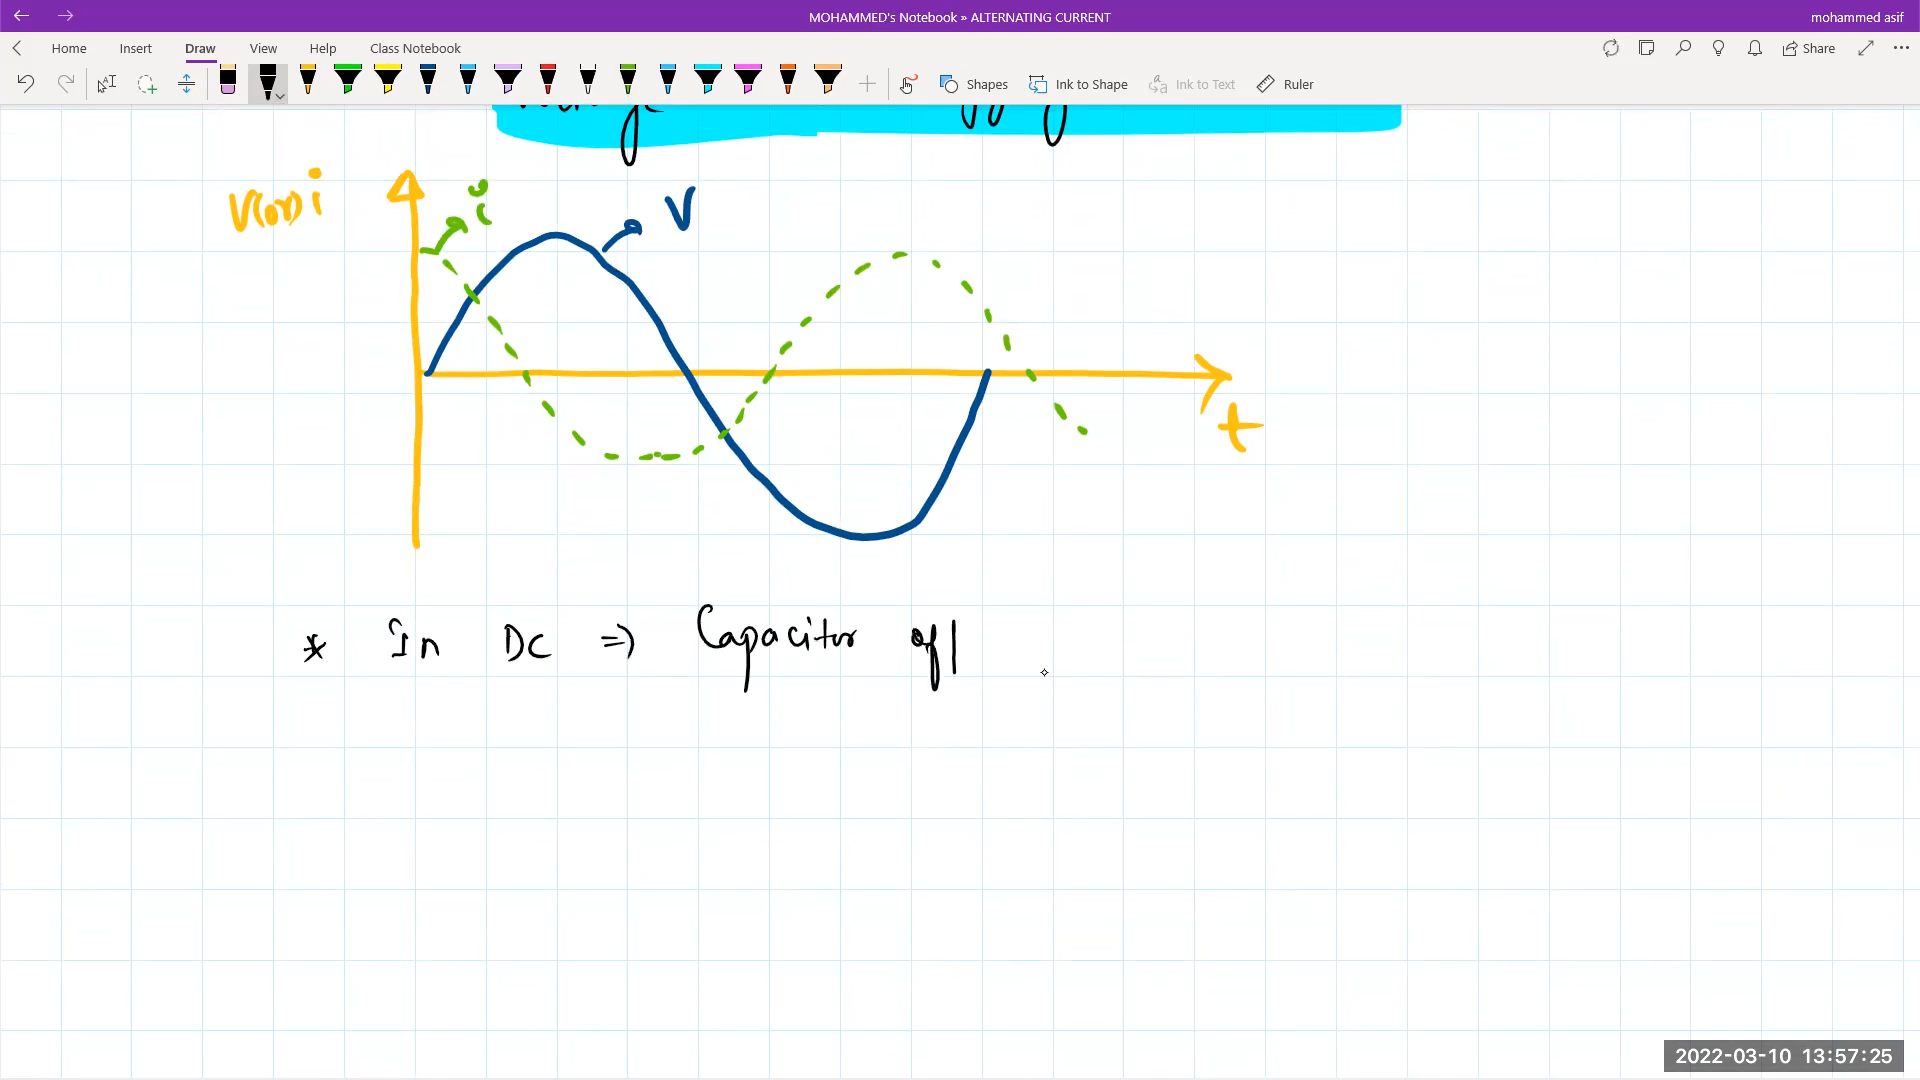 MOHAMMED's Notebook » ALTERNATING CURRENT
mohammed asif
Home Insert Draw View Help Class Notebook
Share
Shapes Ink to Shape Ink to Text Ruler
V(or) i
i
V
t
* In DC => Capacitor
2022-03-10 13:57:25